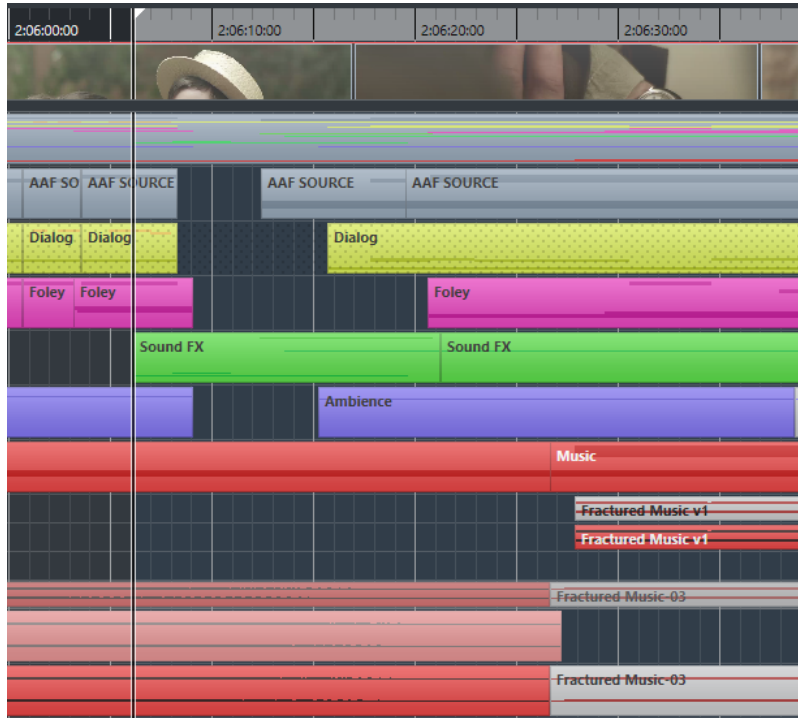 2:06:00:00 2:06:10:00 2:06:20:00 2:06:30:00
AAF SO AAF SOURCE AAF SOURCE AAF SOURCE
Dialog Dialog Dialog
Foley Foley Foley
Sound FX Sound FX
Ambience
Music
Fractured Music v1
Fractured Music v1
Fractured Music-03
Fractured Music-03